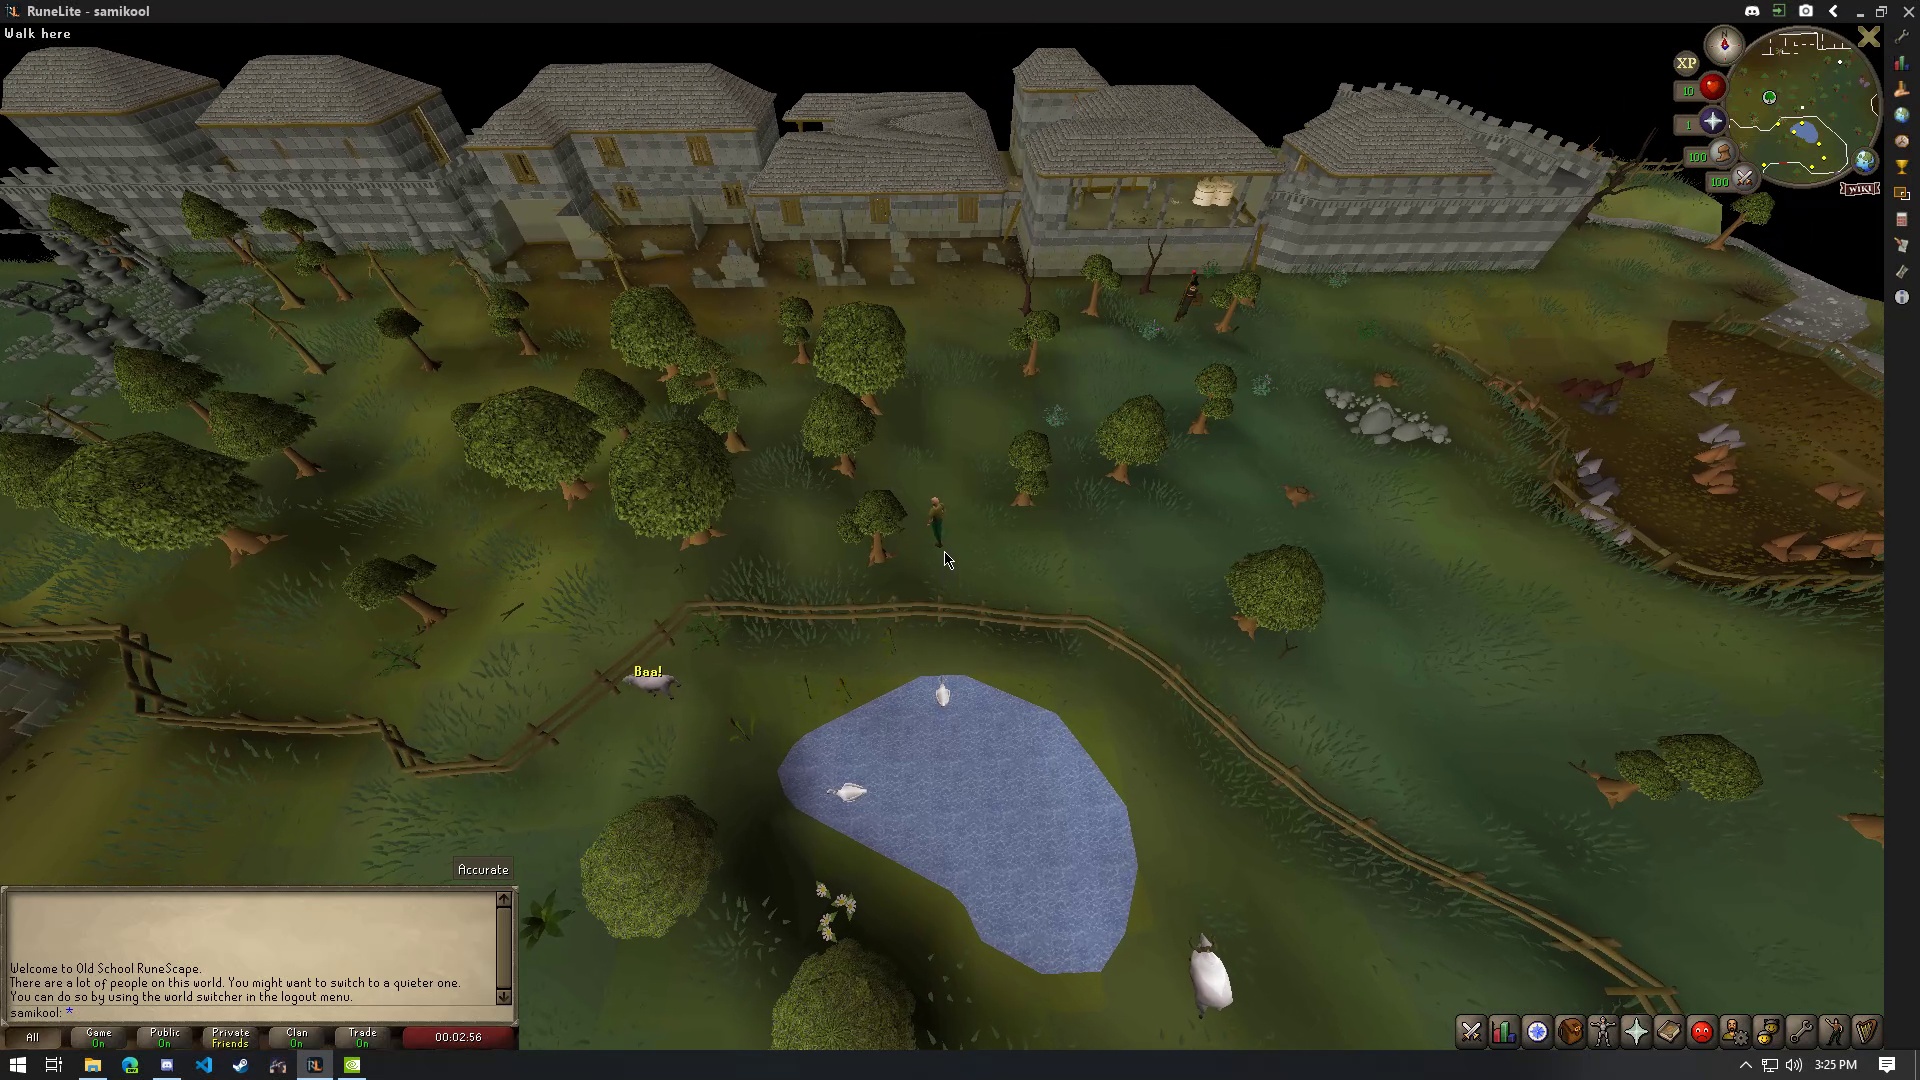 RuneLite - samikool
Walk here
N
XP
10
1
100
100
WIKI
Baa!
Accurate
Welcome to Old School RuneScape.
There are a lot of people on this world. You might want to switch to a quieter one.
You can do so by using the world switcher in the logout menu.
samikool: *
All
Game
On
Public
On
Private
Friends
Clan
On
Trade
On
00:02:56
3:25 PM